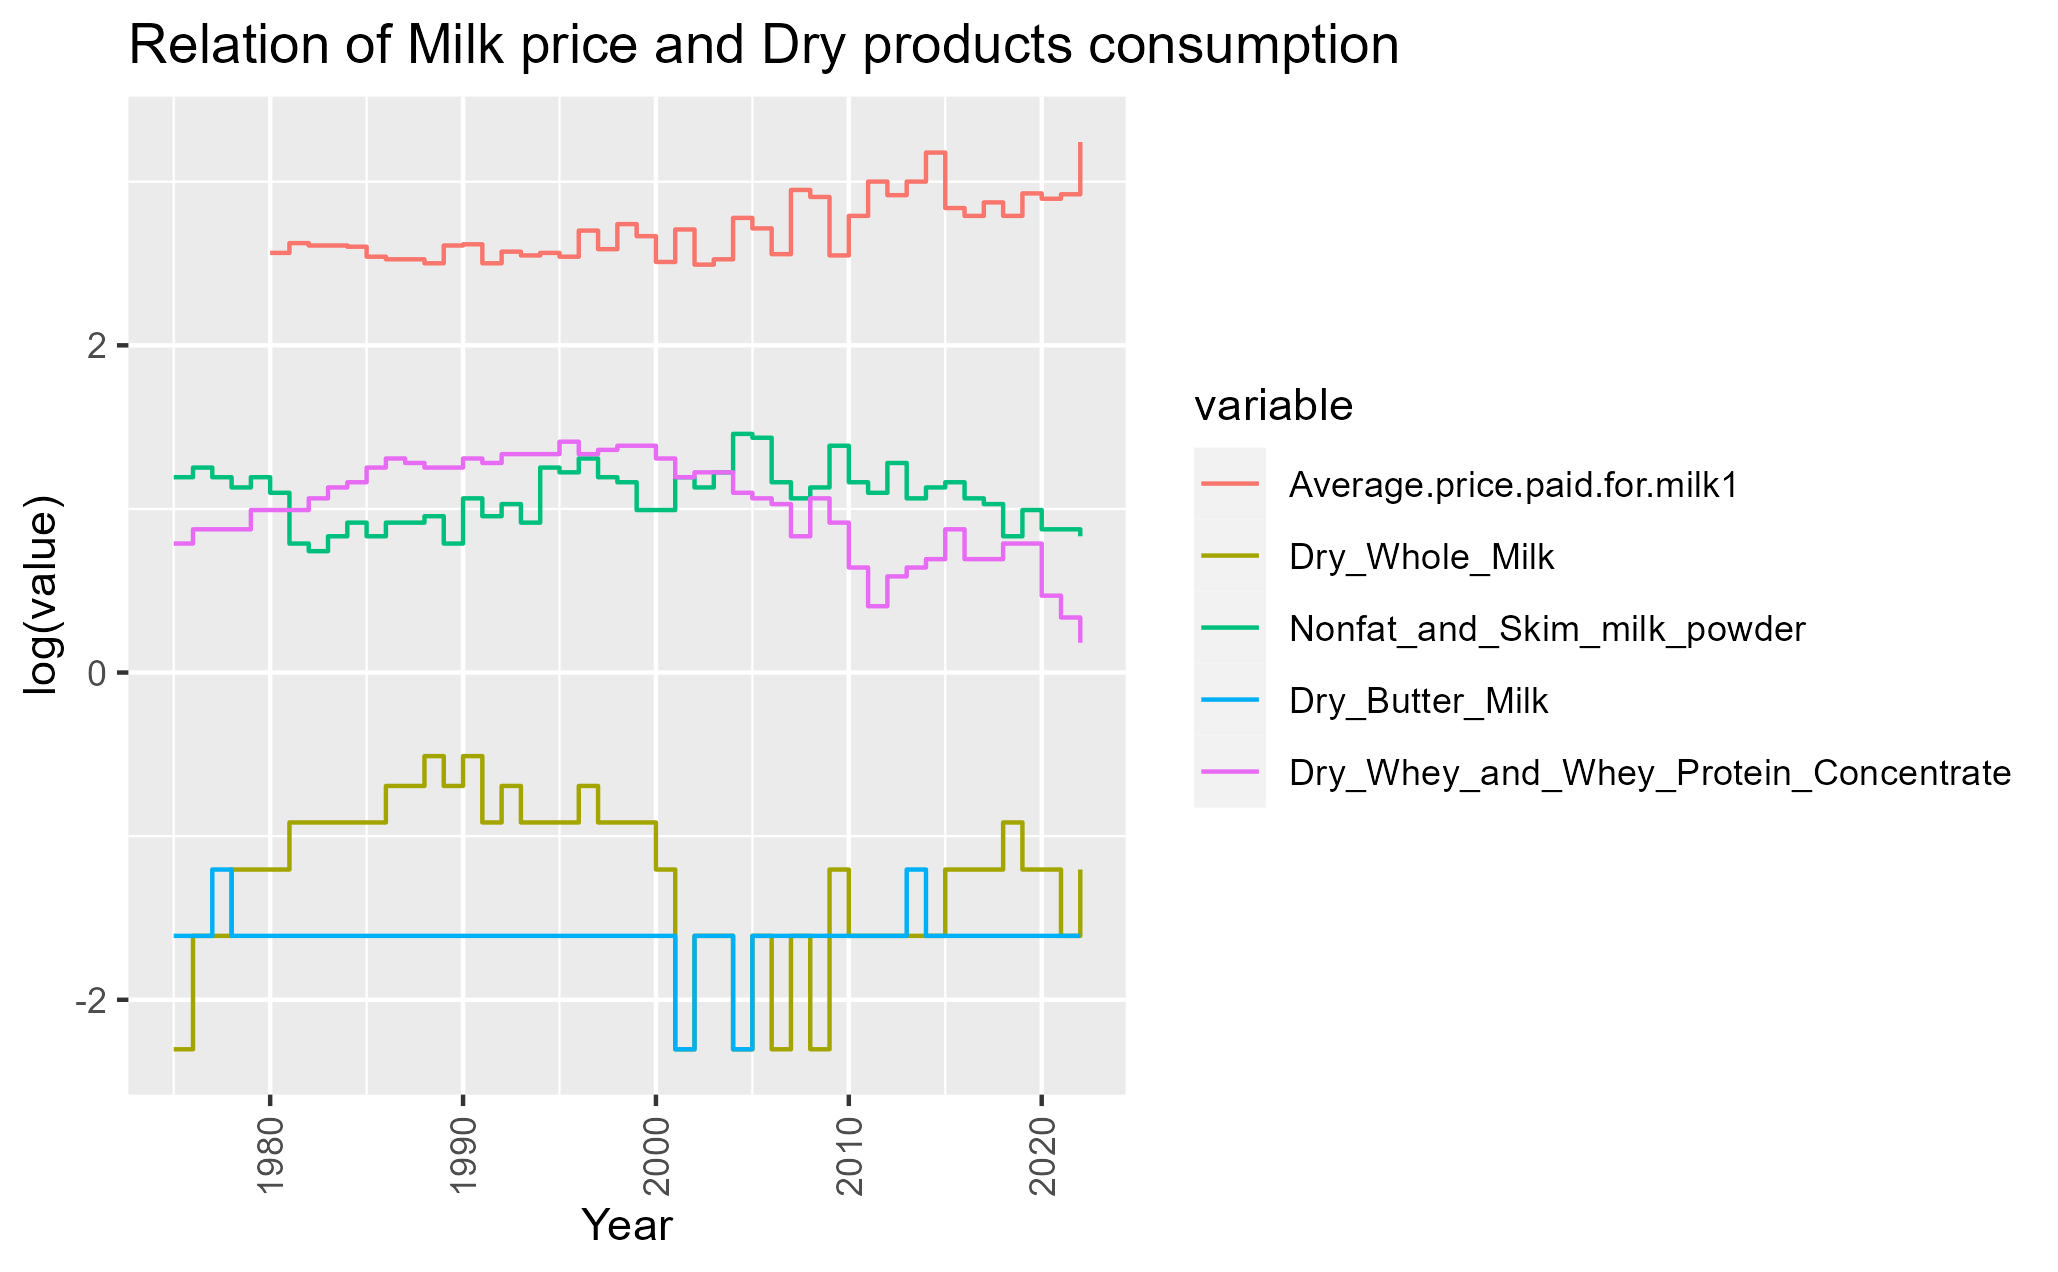 Relation of Milk price and Dry products consumption
log(value)
2
0
-2
1980
1990
2000
2010
2020
Year
variable
Average.price.paid.for.milk1
Dry_Whole_Milk
Nonfat_and_Skim_milk_powder
Dry_Butter_Milk
Dry_Whey_and_Whey_Protein_Concentrate